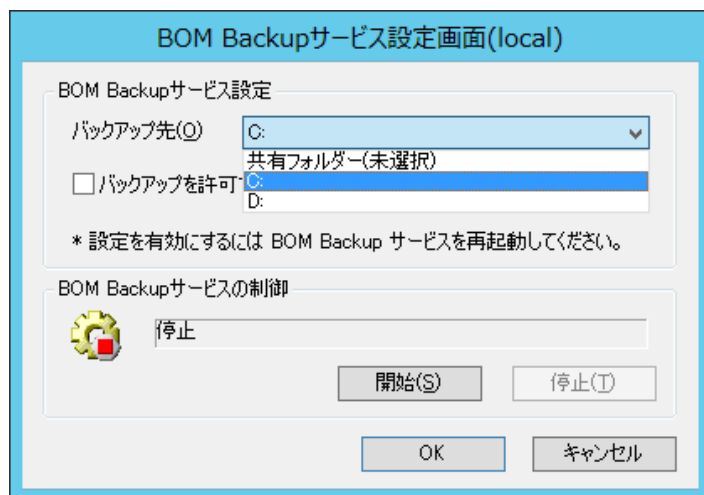 BOM Backupサービス設定画面(local)
BOM Backupサービス設定
バックアップ先(O)
C:
共有フォルダー(未選択)
C:
D:
バックアップを許可
* 設定を有効にするには BOM Backup サービスを再起動してください。
BOM Backupサービスの制御
停止
開始(S)
停止(T)
OK
キャンセル